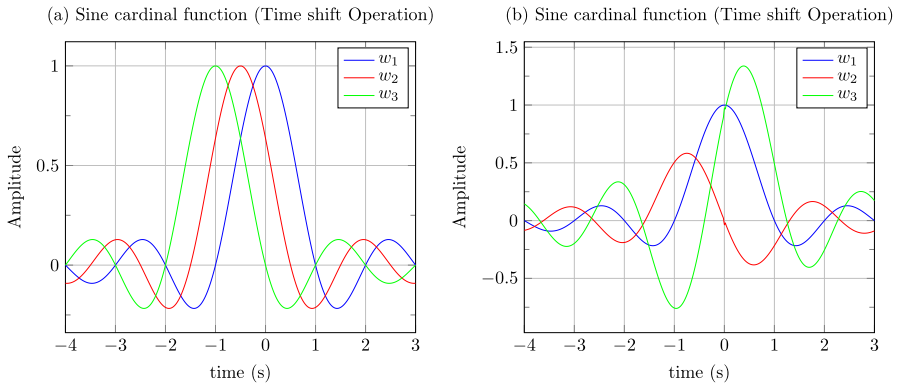 (a) Sine cardinal function (Time shift Operation)
w1
w2
w3
1
0.5
0
Amplitude
−4 −3 −2 −1 0 1 2 3
time (s)
(b) Sine cardinal function (Time shift Operation)
w1
w2
w3
1.5
1
0.5
0
−0.5
Amplitude
−4 −3 −2 −1 0 1 2 3
time (s)